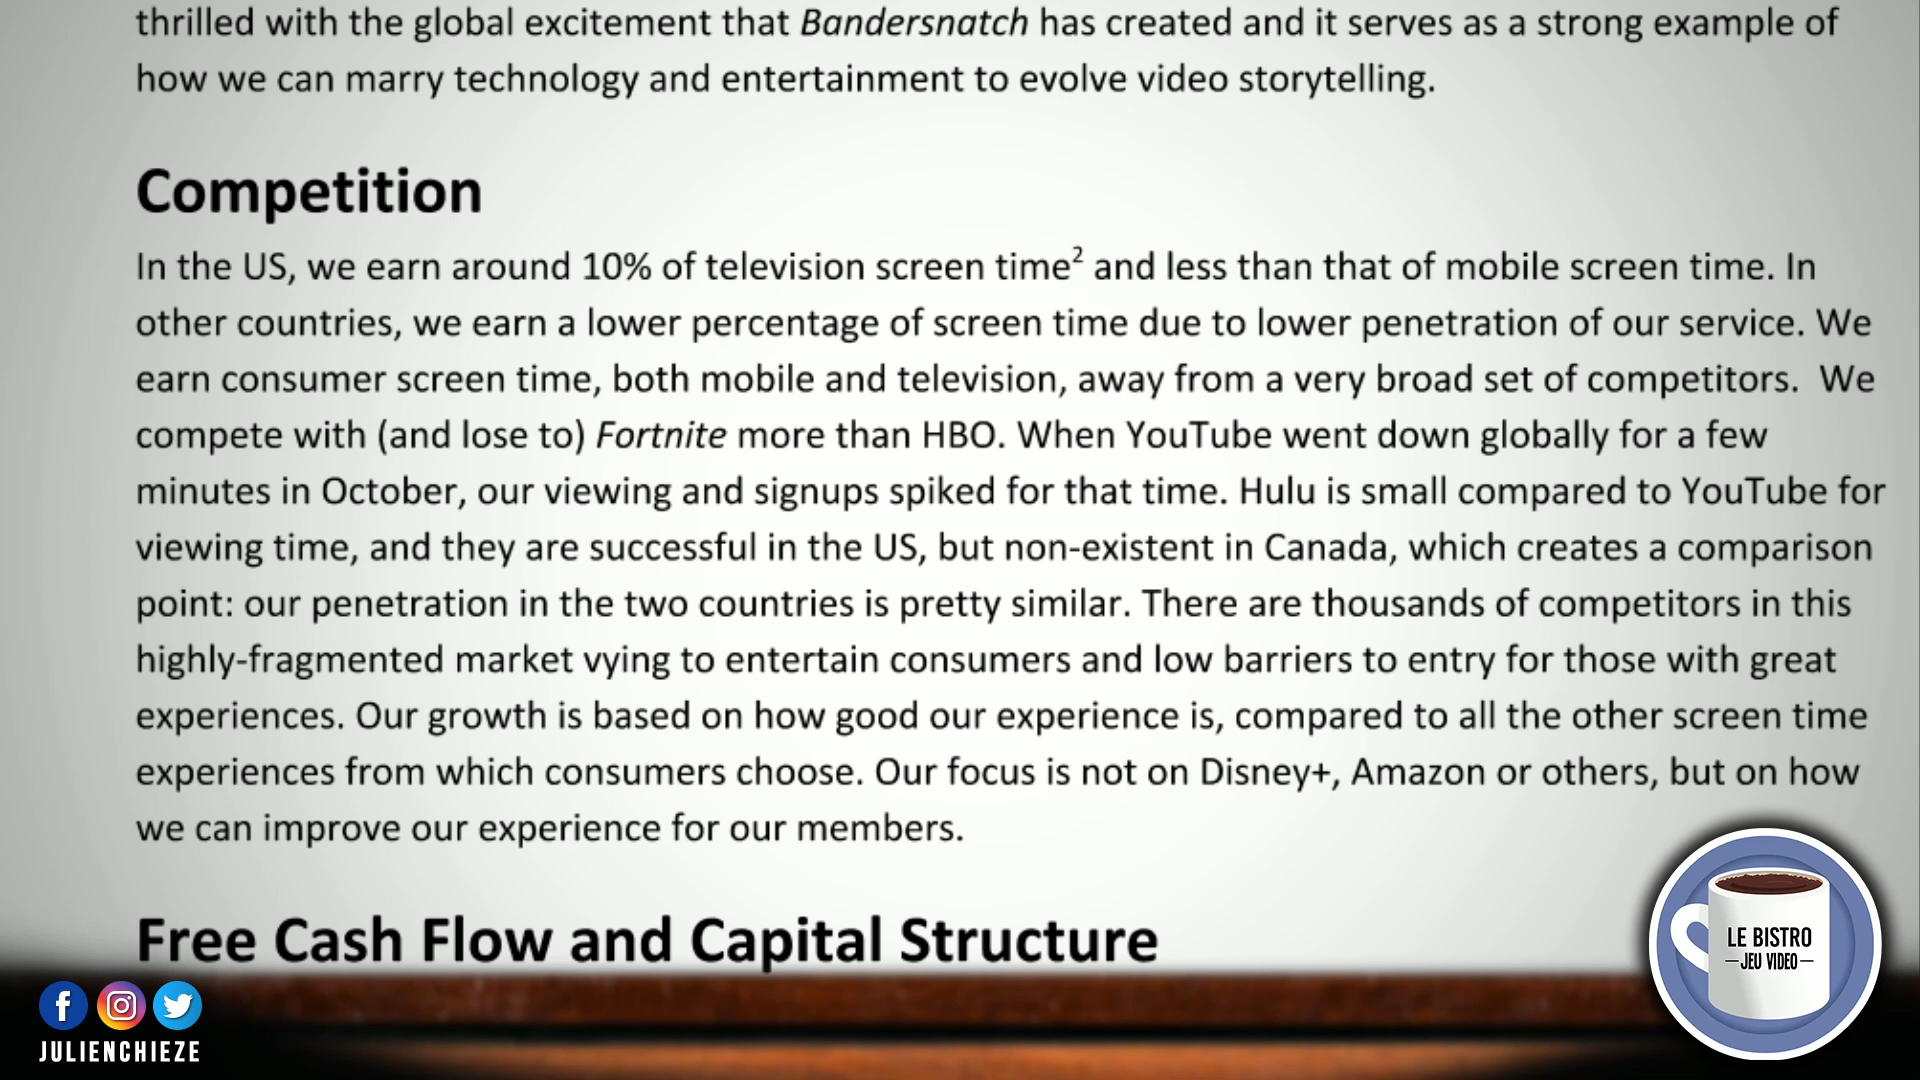 thrilled with the global excitement that Bandersnatch has created and it serves as a strong example of
how we can marry technology and entertainment to evolve video storytelling.
Competition
In the US, we earn around 10% of television screen time² and less than that of mobile screen time. In
other countries, we earn a lower percentage of screen time due to lower penetration of our service. We
earn consumer screen time, both mobile and television, away from a very broad set of competitors.  We
compete with (and lose to) Fortnite more than HBO. When YouTube went down globally for a few
minutes in October, our viewing and signups spiked for that time. Hulu is small compared to YouTube for
viewing time, and they are successful in the US, but non-existent in Canada, which creates a comparison
point: our penetration in the two countries is pretty similar. There are thousands of competitors in this
highly-fragmented market vying to entertain consumers and low barriers to entry for those with great
experiences. Our growth is based on how good our experience is, compared to all the other screen time
experiences from which consumers choose. Our focus is not on Disney+, Amazon or others, but on how
we can improve our experience for our members.
Free Cash Flow and Capital Structure
LE BISTRO
JEU VIDEO
JULIENCHIEZE